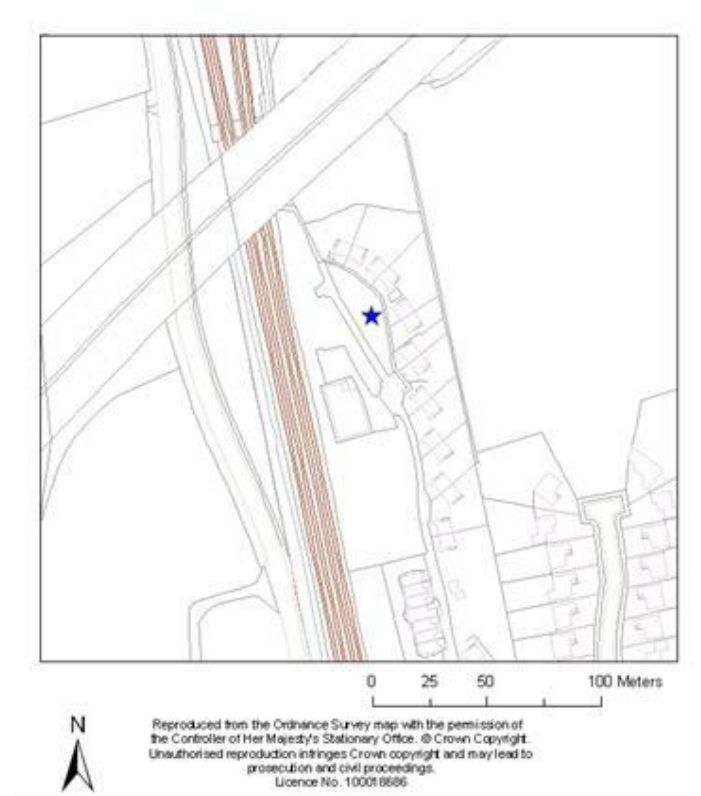 0 25 50 100 Meters
N
Reproduced from the Ordnance Survey map with the permission of
the Controller of Her Majesty's Stationary Office. © Crown Copyright.
Unauthorised reproduction infringes Crown copyright and may lead to
prosecution and civil proceedings.
Licence No. 100018686